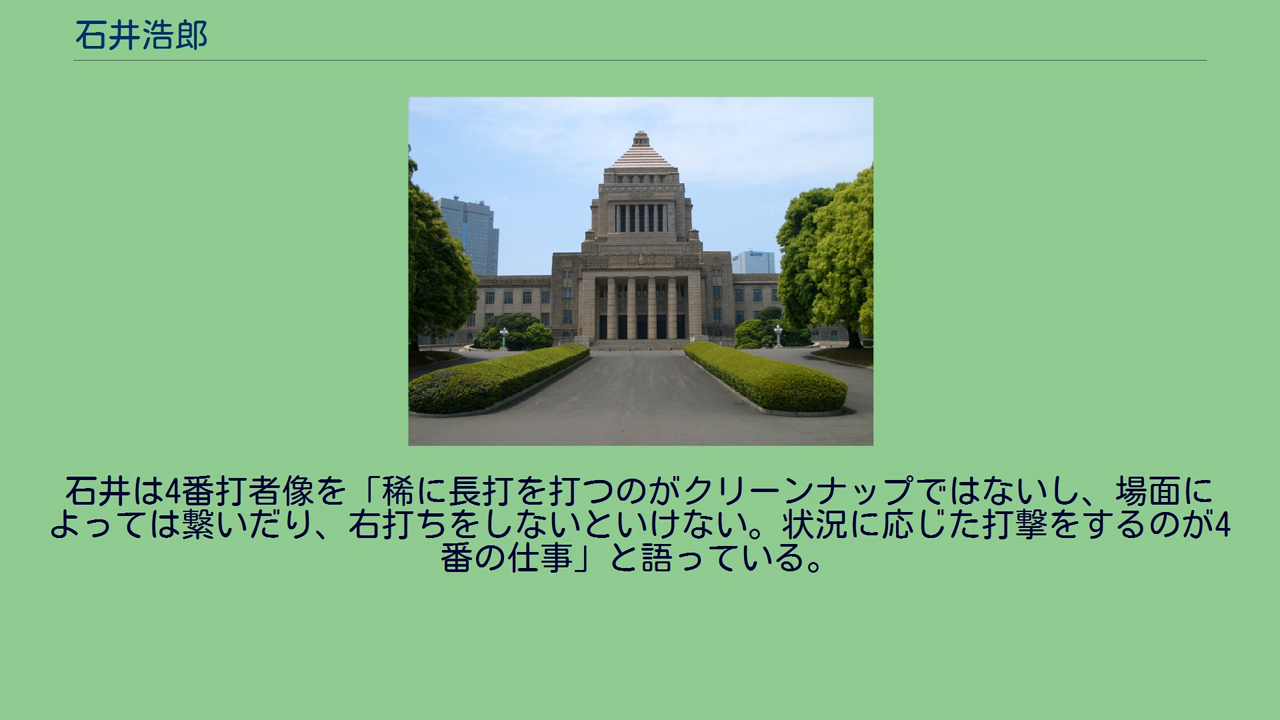 石井浩郎
石井は4番打者像を「稀に長打を打つのがクリーンナップではないし、場面に
よっては繋いだり、右打ちをしないといけない。状況に応じた打撃をするのが4
番の仕事」と語っている。